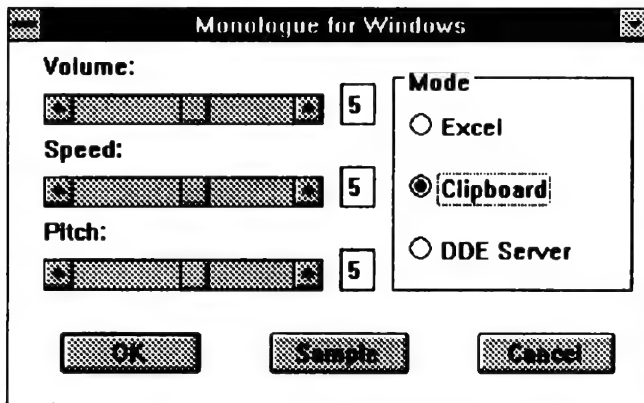 Monologue for Windows
Volume:
5
Mode
Excel
Speed:
5
Clipboard
Pitch:
5
DDE Server
OK
Sample
Cancel